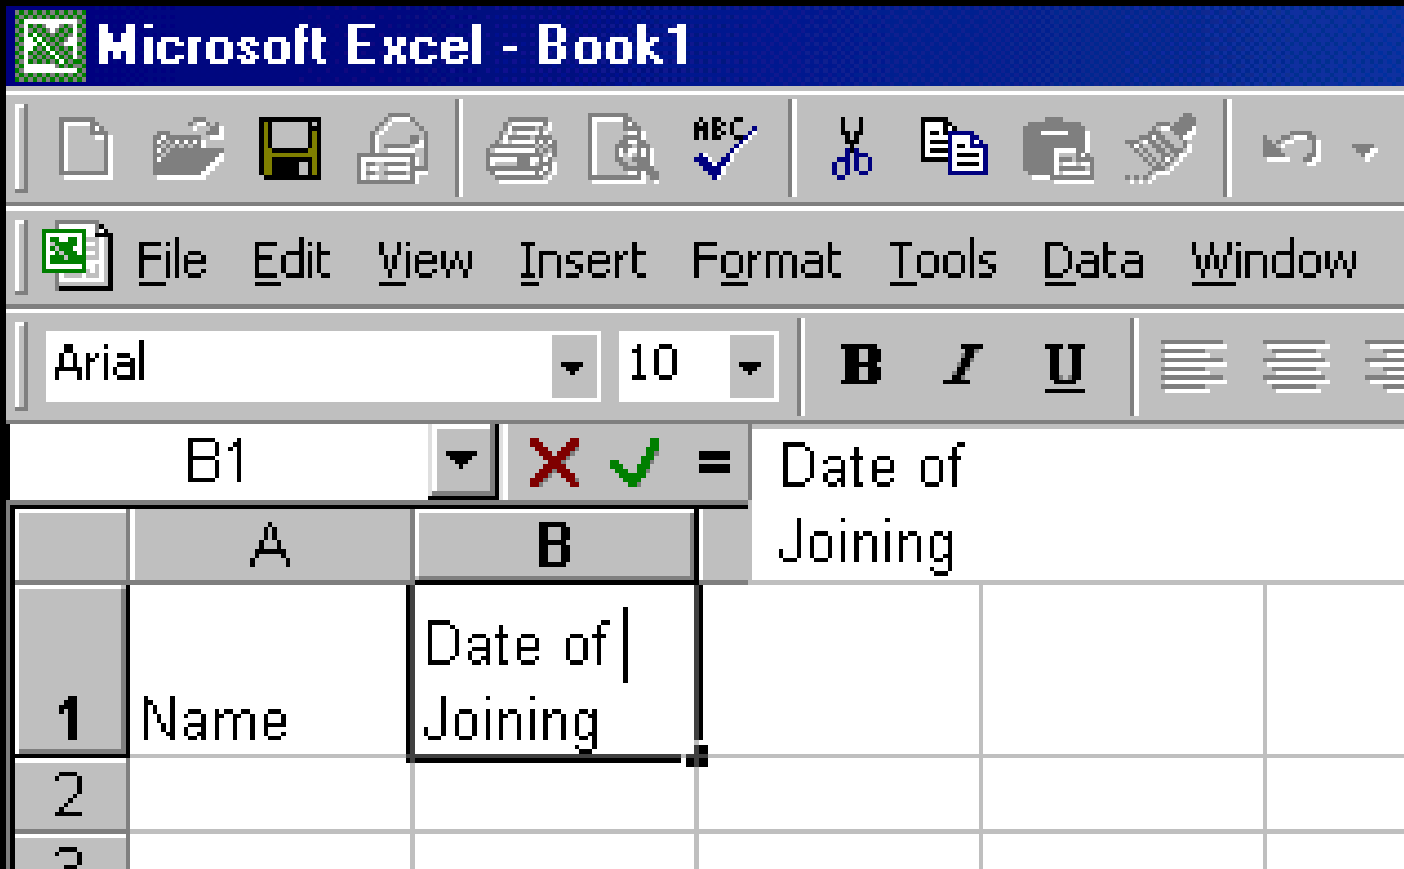 Microsoft Excel - Book1
ABC
File Edit View Insert Format Tools Data Window
Arial 10 B I U
B1 = Date of
Joining
A B
Date of
1 Name Joining
2
3